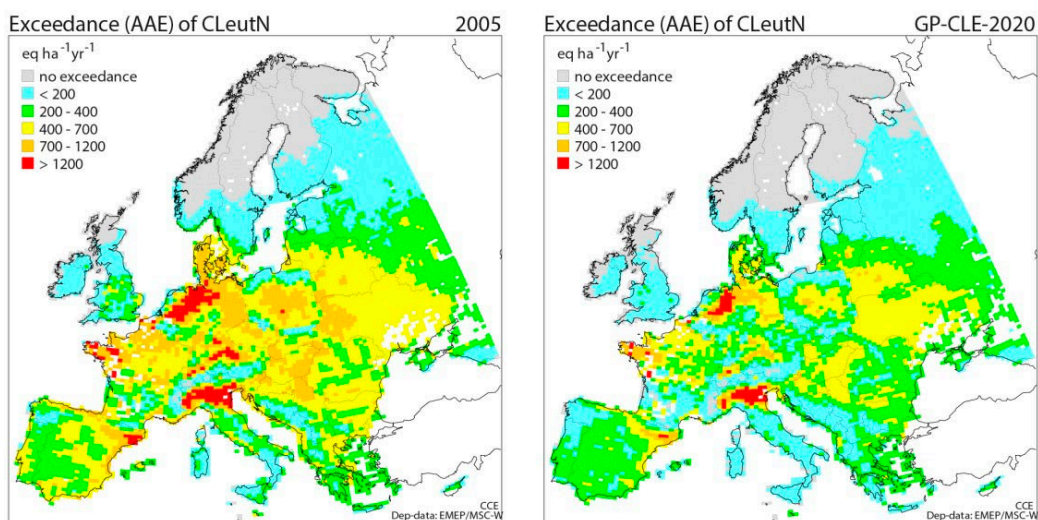 Exceedance (AAE) of CLeutN 2005
eq ha⁻¹yr⁻¹
no exceedance
< 200
200 - 400
400 - 700
700 - 1200
> 1200
CCE
Dep-data: EMEP/MSC-W
Exceedance (AAE) of CLeutN GP-CLE-2020
eq ha⁻¹yr⁻¹
no exceedance
< 200
200 - 400
400 - 700
700 - 1200
> 1200
CCE
Dep-data: EMEP/MSC-W